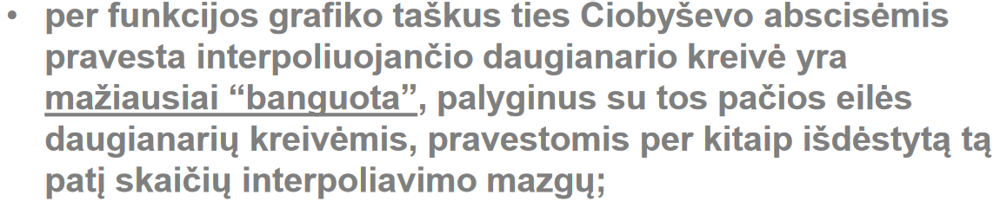 • per funkcijos grafiko taškus ties Čiobyševo abscisėmis
pravesta interpoliuojančio daugianario kreivė yra
mažiausiai “banguota”, palyginus su tos pačios eilės
daugianarių kreivėmis, pravestomis per kitaip išdėstytą tą
patį skaičių interpoliavimo mazgų;